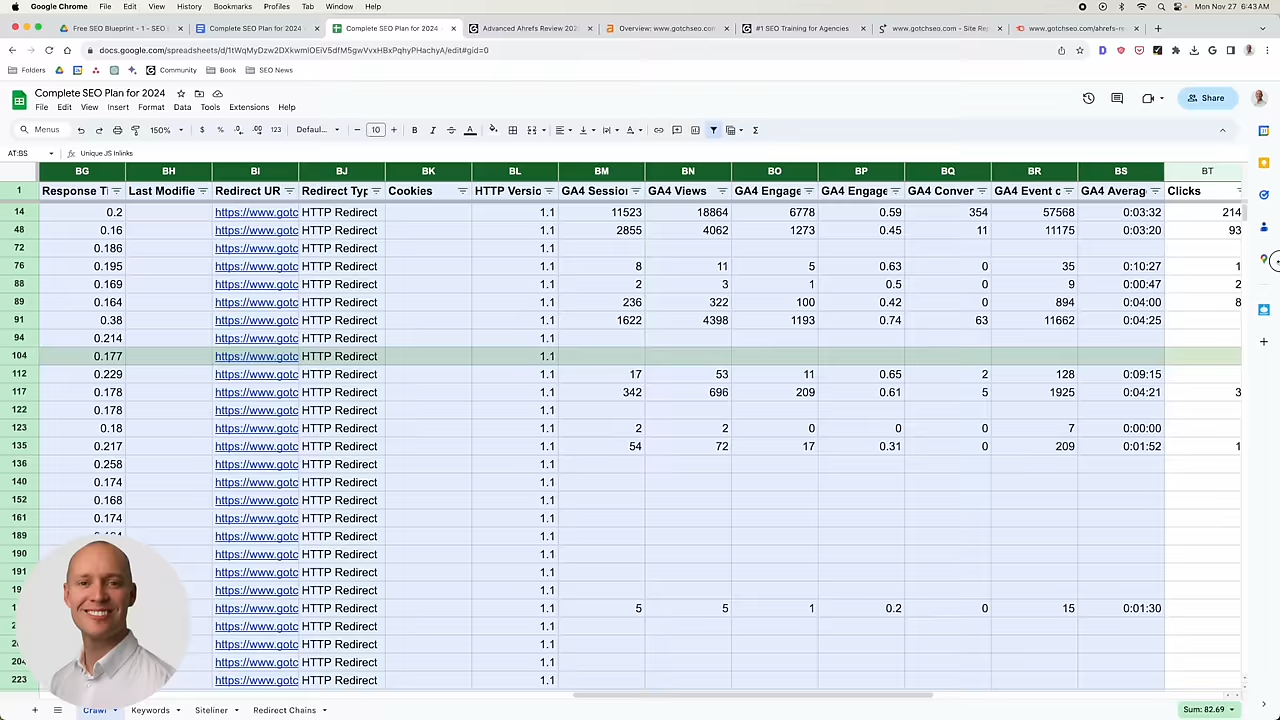 Google Chrome File Edit View History Bookmarks Profiles Tab Window Help Mon Nov 27 6:43AM
Free SEO Blueprint - 1 - SEO Complete SEO Plan for 2024 Complete SEO Plan for 2024 Advanced Ahrefs Review 202 Overview: www.gotchseo.com #1 SEO Training for Agencies www.gotchseo.com - Site Re www.gotchseo.com/ahrefs-re
Folders Community Book SEO News
Complete SEO Plan for 2024
File Edit View Insert Format Data Tools Extensions Help
Share
Menus 150% $ % .0 .00 123 Defaul... 10 B I A
AT:BS fx Unique JS Inlinks
BG BH BI BJ BK BL BM BN BO BP BQ BR BS BT
1 Response Ti Last Modifie Redirect UR Redirect Typ Cookies HTTP Versio GA4 Session GA4 Views GA4 Engage GA4 Engage GA4 Conver GA4 Event c GA4 Averag Clicks
14 0.2 https://www.gotc HTTP Redirect 1.1 11523 18864 6778 0.59 354 57568 0:03:32 214
48 0.16 https://www.gotc HTTP Redirect 1.1 2855 4062 1273 0.45 11 11175 0:03:20 93
72 0.186 https://www.gotc HTTP Redirect 1.1
76 0.195 https://www.gotc HTTP Redirect 1.1 8 11 5 0.63 0 35 0:10:27 1
88 0.169 https://www.gotc HTTP Redirect 1.1 2 3 1 0.5 0 9 0:00:47 2
89 0.164 https://www.gotc HTTP Redirect 1.1 236 322 100 0.42 0 894 0:04:00 8
91 0.38 https://www.gotc HTTP Redirect 1.1 1622 4398 1193 0.74 63 11662 0:04:25
94 0.214 https://www.gotc HTTP Redirect 1.1
104 0.177 https://www.gotc HTTP Redirect 1.1
112 0.229 https://www.gotc HTTP Redirect 1.1 17 53 11 0.65 2 128 0:09:15
117 0.178 https://www.gotc HTTP Redirect 1.1 342 696 209 0.61 5 1925 0:04:21 3
122 0.178 https://www.gotc HTTP Redirect 1.1
123 0.18 https://www.gotc HTTP Redirect 1.1 2 2 0 0 0 7 0:00:00
135 0.217 https://www.gotc HTTP Redirect 1.1 54 72 17 0.31 0 209 0:01:52 1
136 0.258 https://www.gotc HTTP Redirect 1.1
140 0.174 https://www.gotc HTTP Redirect 1.1
152 0.168 https://www.gotc HTTP Redirect 1.1
161 0.174 https://www.gotc HTTP Redirect 1.1
189 https://www.gotc HTTP Redirect 1.1
190 https://www.gotc HTTP Redirect 1.1
191 https://www.gotc HTTP Redirect 1.1
https://www.gotc HTTP Redirect 1.1
https://www.gotc HTTP Redirect 1.1 5 5 1 0.2 0 15 0:01:30
https://www.gotc HTTP Redirect 1.1
https://www.gotc HTTP Redirect 1.1
204 https://www.gotc HTTP Redirect 1.1
223 https://www.gotc HTTP Redirect 1.1
Crawl Keywords Siteliner Redirect Chains Sum: 82.69